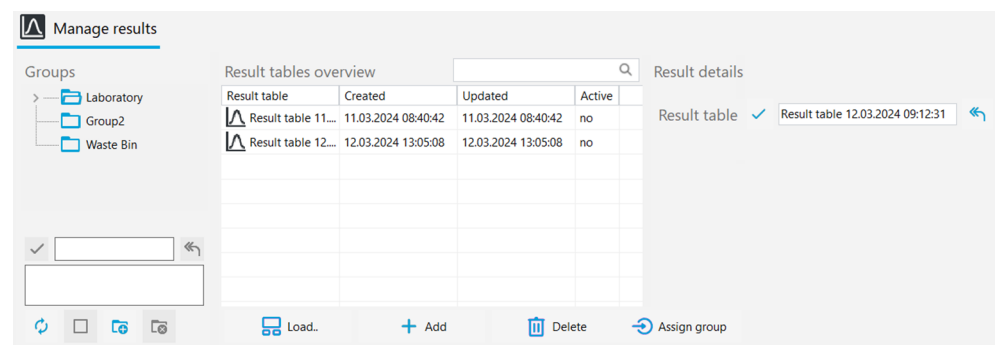 Manage results
Groups
Laboratory
Group2
Waste Bin
Result tables overview
Result table Created Updated Active
Result table 11.... 11.03.2024 08:40:42 11.03.2024 08:40:42 no
Result table 12.... 12.03.2024 13:05:08 12.03.2024 13:05:08 no
Load.. Add Delete Assign group
Result details
Result table Result table 12.03.2024 09:12:31